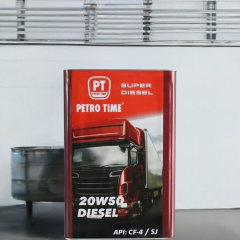 PT
SUPER
DIESEL
PETRO TIME
20W50
DIESEL
API: CF-4 / SJ